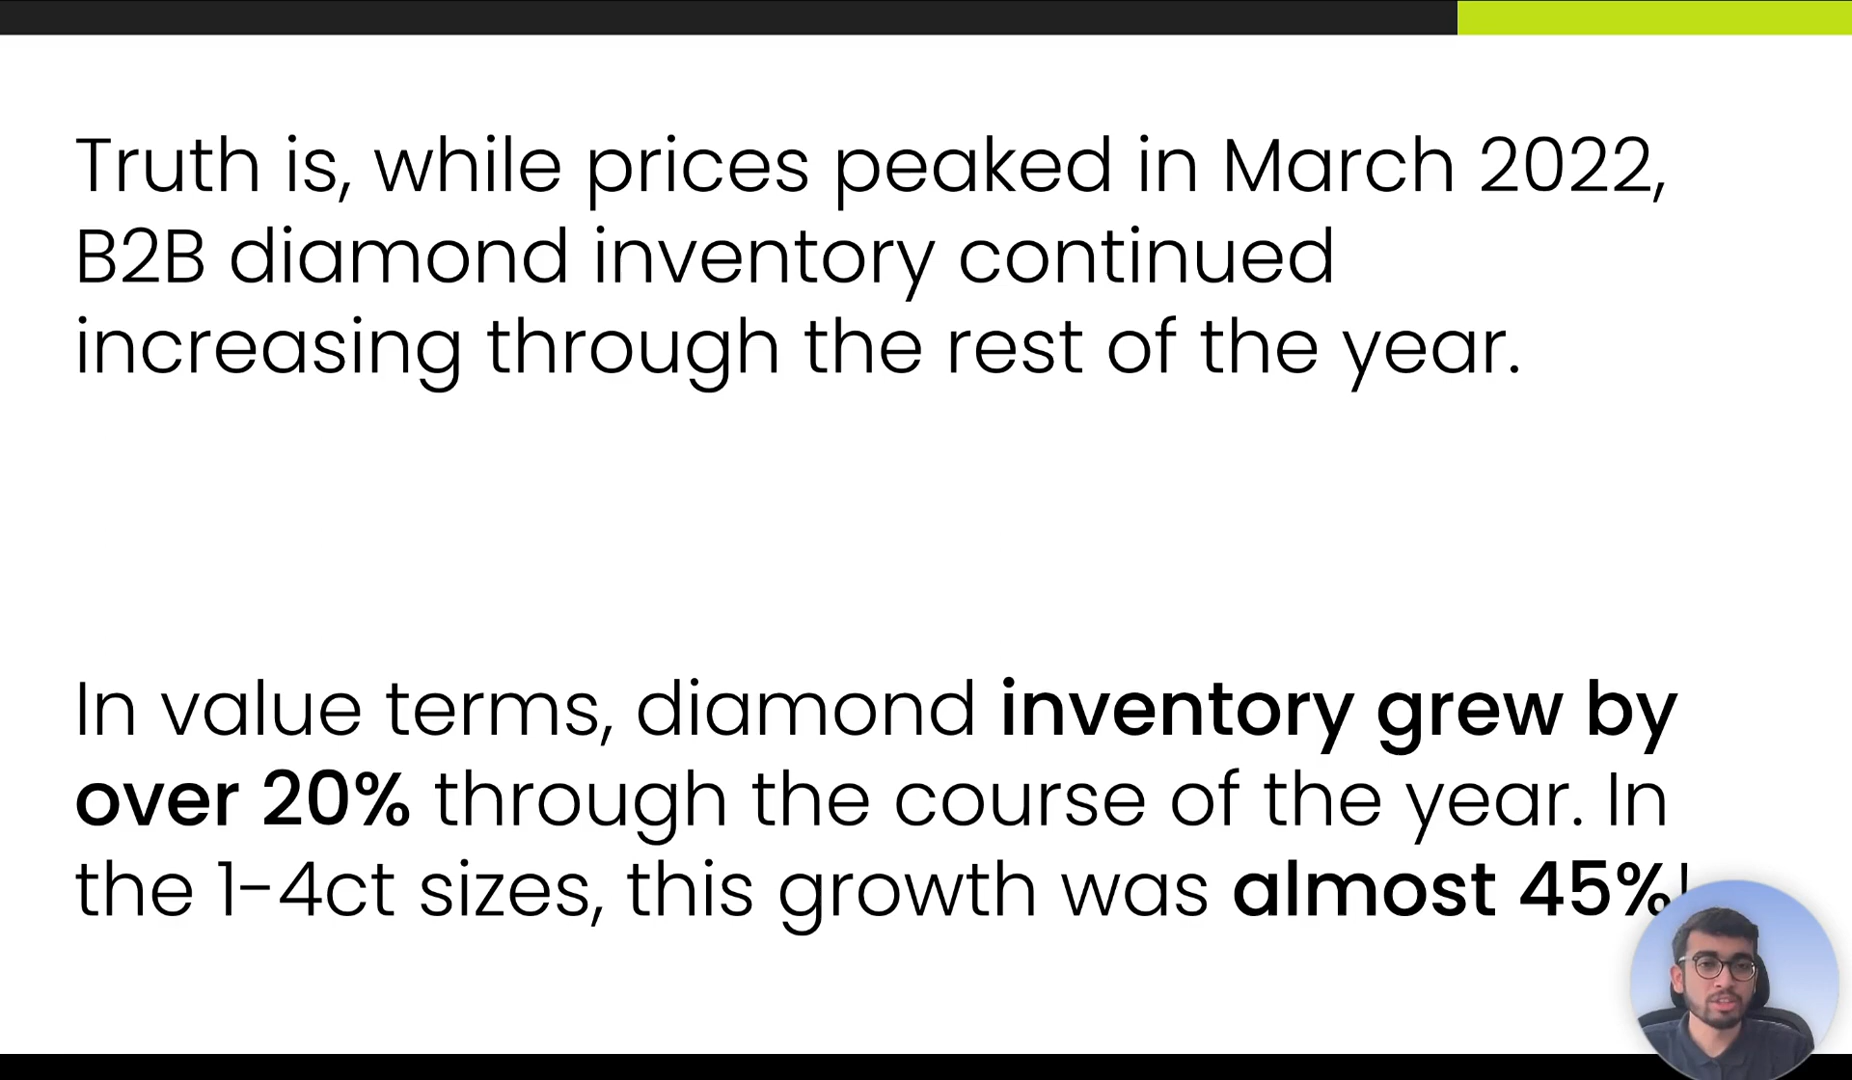 Truth is, while prices peaked in March 2022,
B2B diamond inventory continued
increasing through the rest of the year.
In value terms, diamond inventory grew by
over 20% through the course of the year. In
the 1-4ct sizes, this growth was almost 45%!